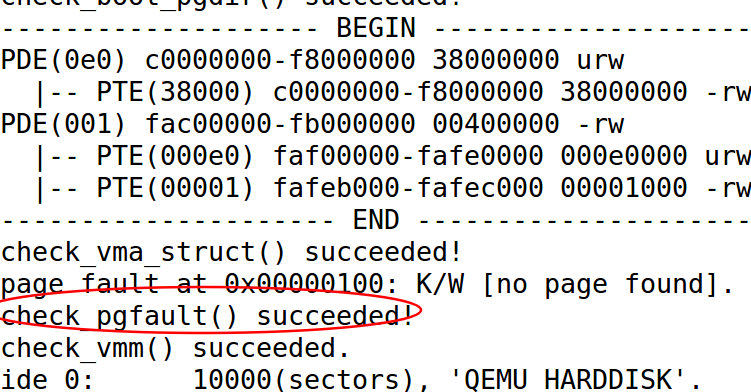 check_boot_pgdir() succeeded!
-------------------- BEGIN --------------------
PDE(0e0) c0000000-f8000000 38000000 urw
  |-- PTE(38000) c0000000-f8000000 38000000 -rw
PDE(001) fac00000-fb000000 00400000 -rw
  |-- PTE(000e0) faf00000-fafe0000 000e0000 urw
  |-- PTE(00001) fafeb000-fafec000 00001000 -rw
--------------------- END ---------------------
check_vma_struct() succeeded!
page fault at 0x00000100: K/W [no page found].
check_pgfault() succeeded!
check_vmm() succeeded.
ide 0:      10000(sectors), 'QEMU HARDDISK'.